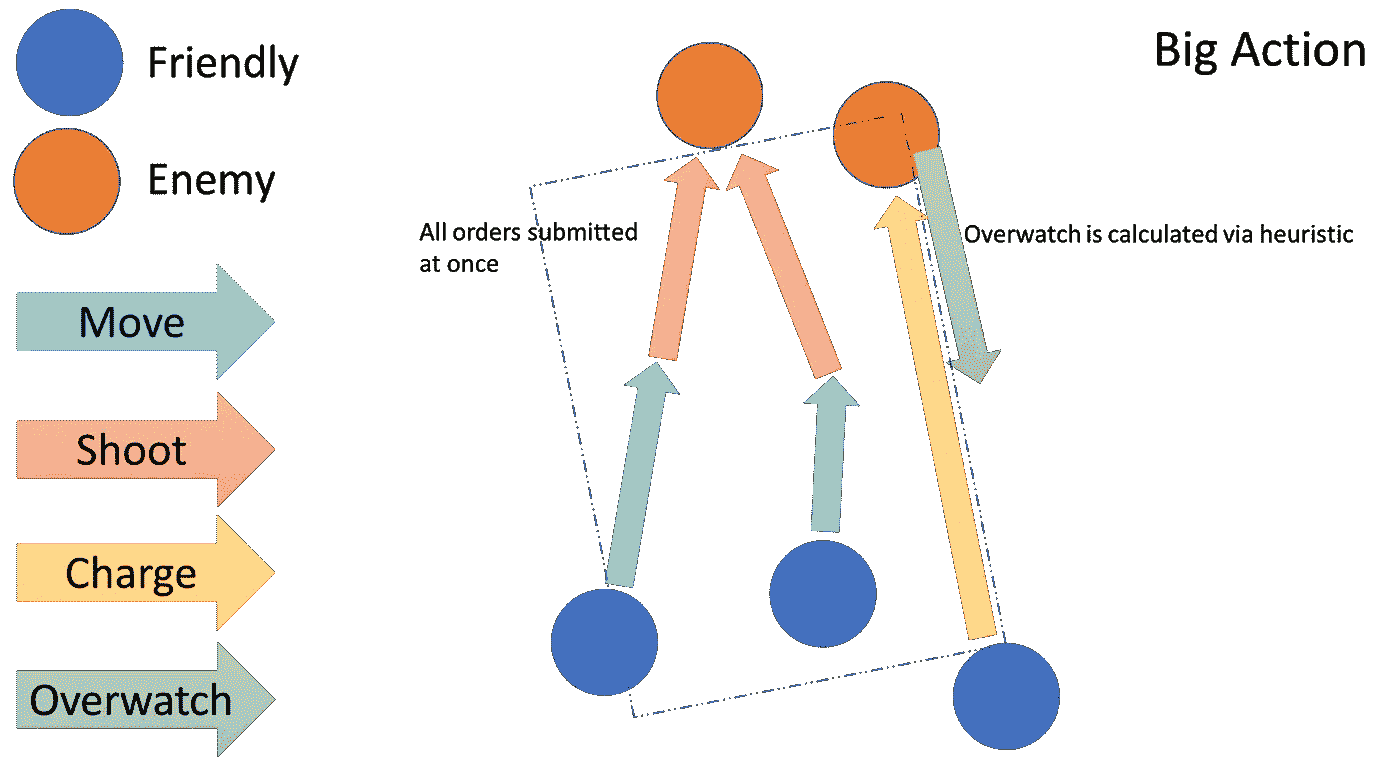 Friendly
Enemy
Move
Shoot
Charge
Overwatch
Big Action
All orders submitted
at once
Overwatch is calculated via heuristic